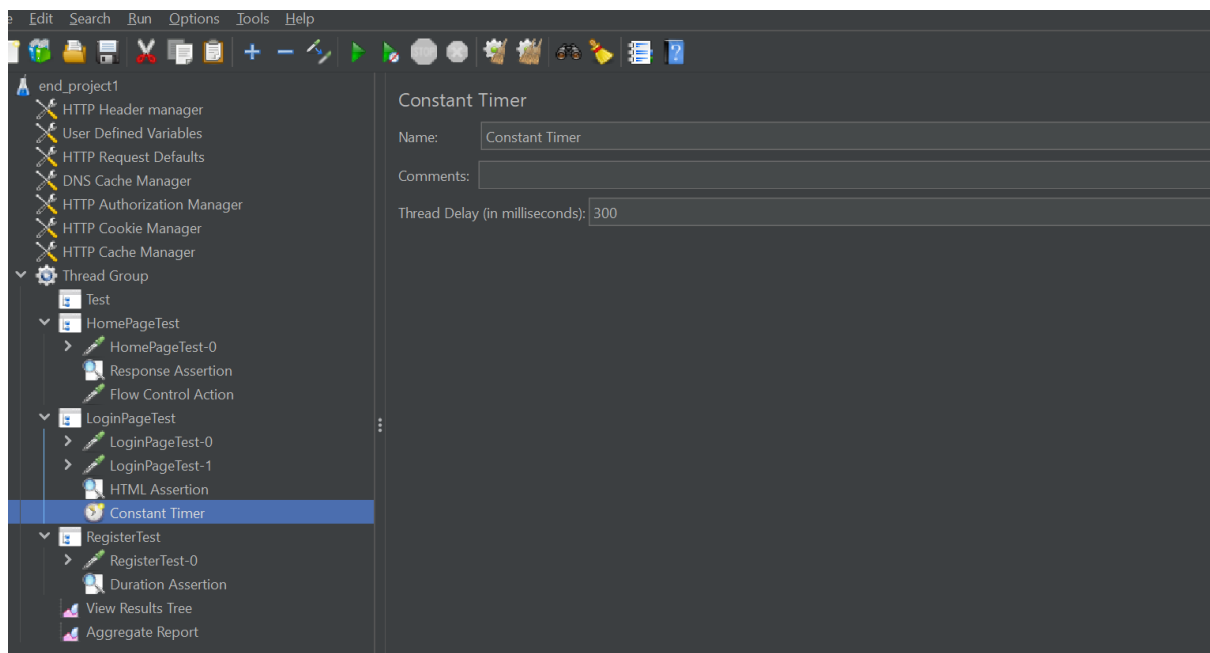 e Edit Search Run Options Tools Help
STOP
end_project1
HTTP Header manager
User Defined Variables
HTTP Request Defaults
DNS Cache Manager
HTTP Authorization Manager
HTTP Cookie Manager
HTTP Cache Manager
Thread Group
Test
HomePageTest
HomePageTest-0
Response Assertion
Flow Control Action
LoginPageTest
LoginPageTest-0
LoginPageTest-1
HTML Assertion
Constant Timer
RegisterTest
RegisterTest-0
Duration Assertion
View Results Tree
Aggregate Report
Constant Timer
Name: Constant Timer
Comments:
Thread Delay (in milliseconds): 300